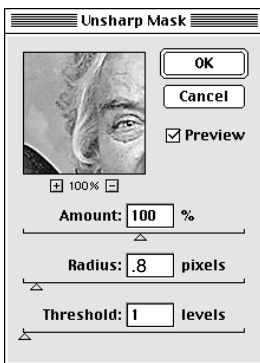 Unsharp Mask
OK
Cancel
Preview
+ 100% −
Amount: 100 %
Radius: .8 pixels
Threshold: 1 levels